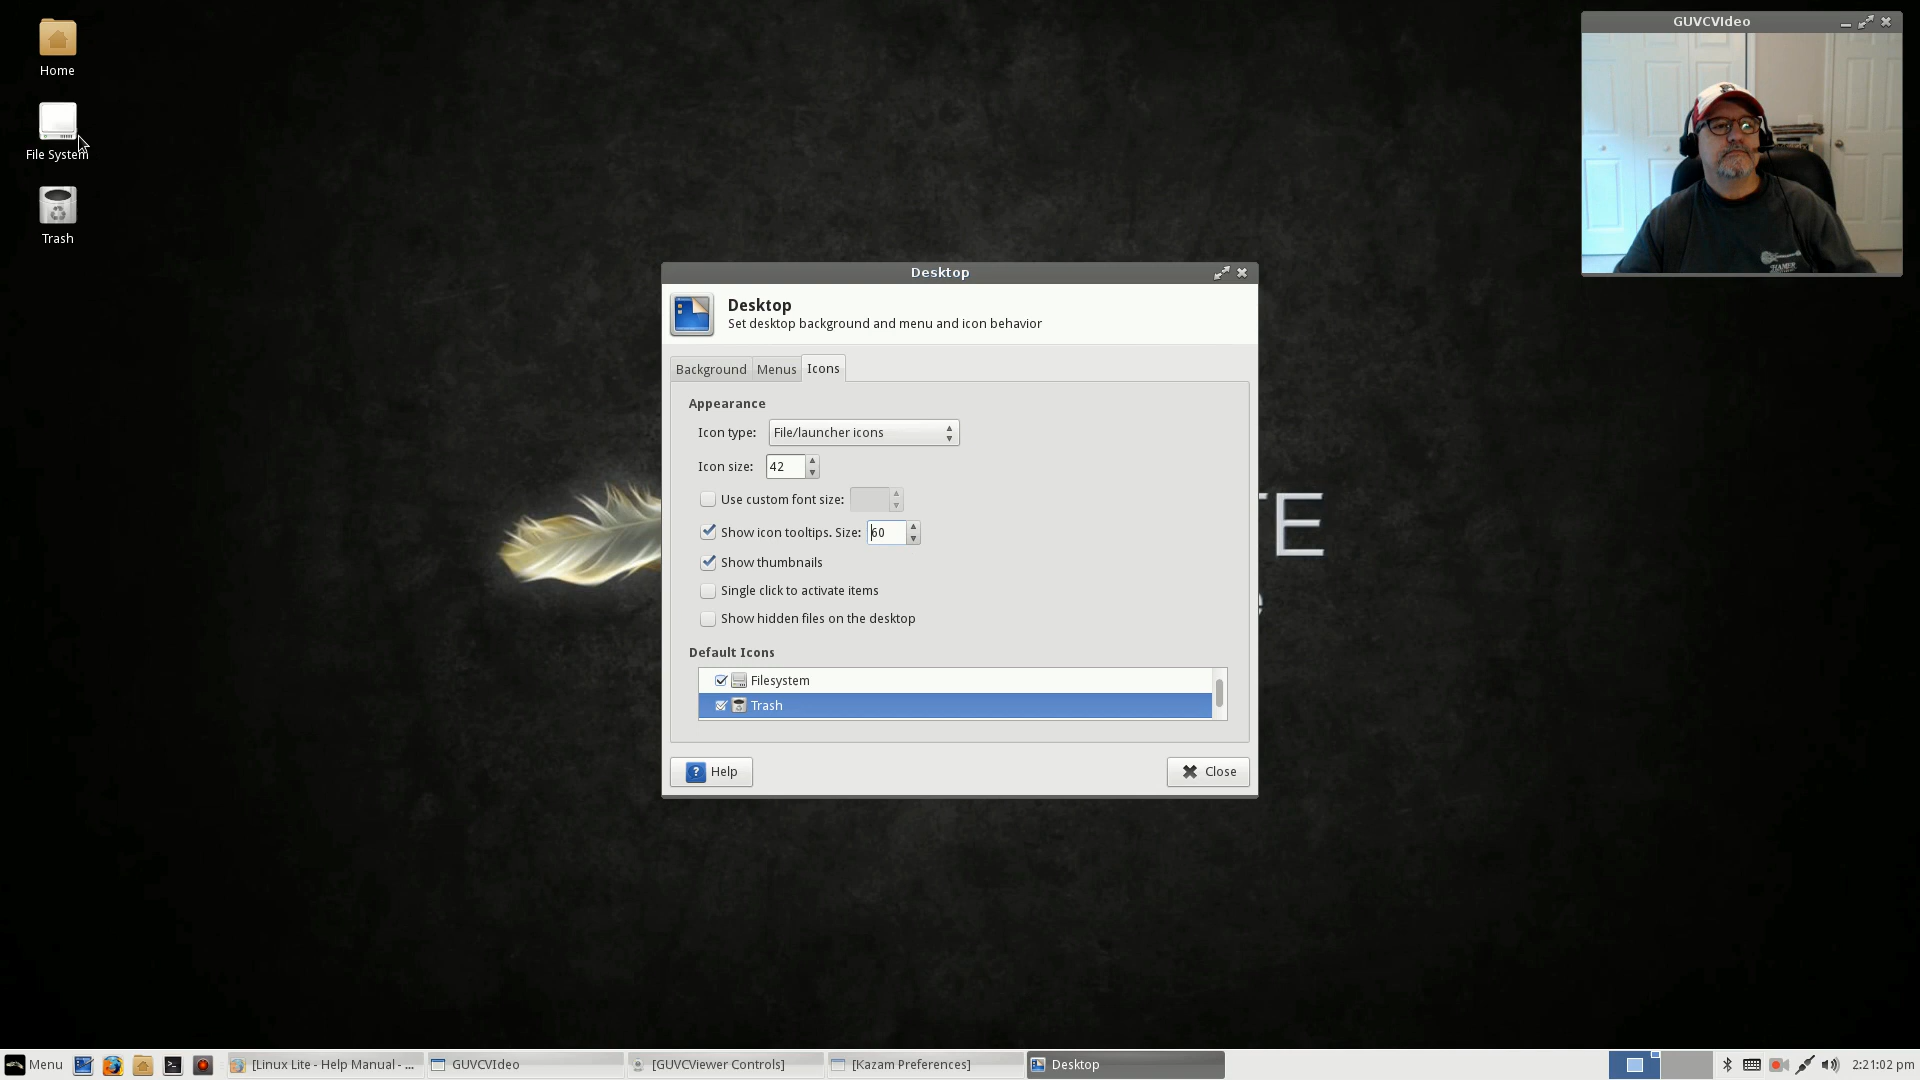 Home
File System
Trash
GUVCVIdeo
HAMER
Desktop
Desktop
Set desktop background and menu and icon behavior
Background
Menus
Icons
Appearance
Icon type:
File/launcher icons
Icon size:
42
Use custom font size:
Show icon tooltips. Size:
60
Show thumbnails
Single click to activate items
Show hidden files on the desktop
Default Icons
Filesystem
Trash
Help
Close
TE
Menu
[Linux Lite - Help Manual - ...
GUVCVIdeo
[GUVCViewer Controls]
[Kazam Preferences]
Desktop
2:21:02 pm